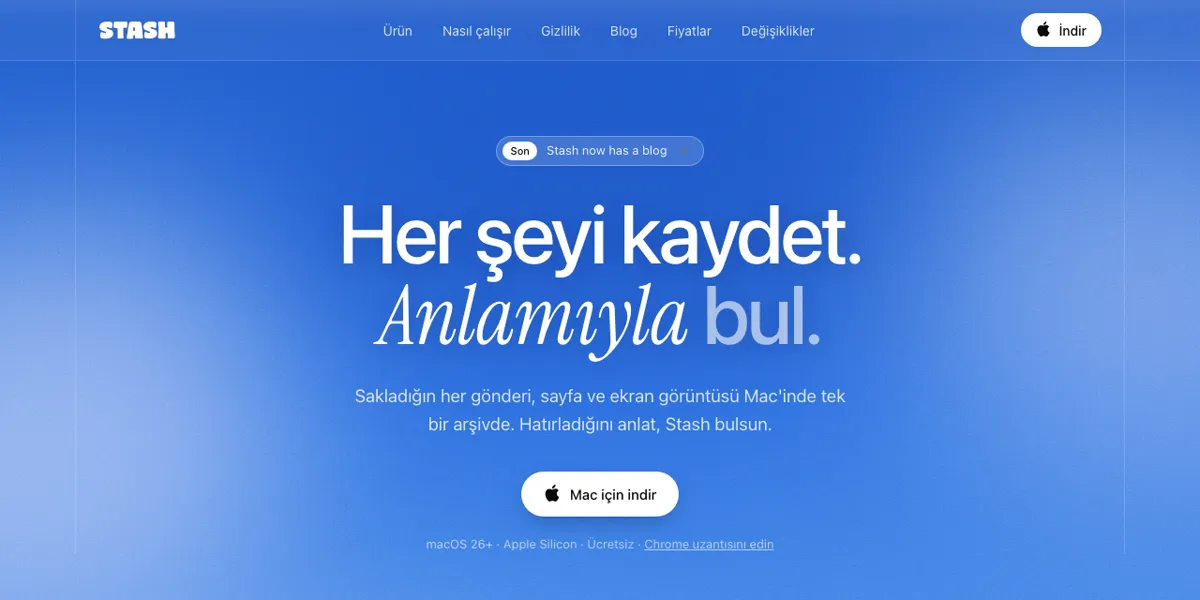 STASH
Ürün
Nasıl çalışır
Gizlilik
Blog
Fiyatlar
Değişiklikler
İndir
Son
Stash now has a blog
Her şeyi kaydet.
Anlamıyla bul.
Sakladığın her gönderi, sayfa ve ekran görüntüsü Mac'inde tek
bir arşivde. Hatırladığını anlat, Stash bulsun.
Mac için indir
macOS 26+ · Apple Silicon · Ücretsiz · Chrome uzantısını edin